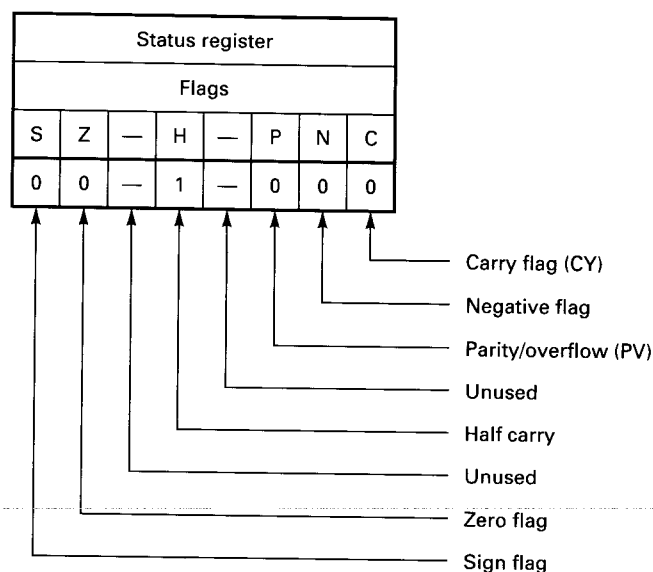 Status register
Flags
S Z — H — P N C
0 0 — 1 — 0 0 0
Carry flag (CY)
Negative flag
Parity/overflow (PV)
Unused
Half carry
Unused
Zero flag
Sign flag